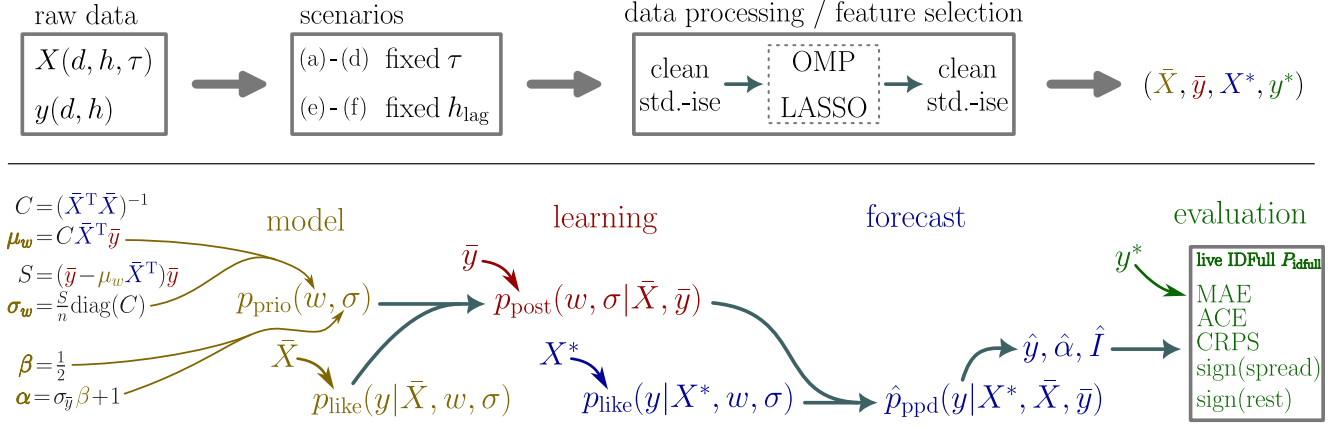 raw data
X(d, h, τ)
y(d, h)
scenarios
(a)-(d) fixed τ
(e)-(f) fixed h_lag
data processing / feature selection
clean
std.-ise
OMP
LASSO
clean
std.-ise
(X̄, ȳ, X*, y*)
C=(X̄ᵀX̄)⁻¹
μ_w=CX̄ᵀȳ
S=(ȳ−μ_wX̄ᵀ)ȳ
σ_w=S/n diag(C)
β=1/2
α=σ_ȳβ+1
model
p_prio(w, σ)
X̄
p_like(y|X̄, w, σ)
learning
ȳ
p_post(w, σ|X̄, ȳ)
X*
p_like(y|X*, w, σ)
forecast
ŷ, α̂, Î
p̂_ppd(y|X*, X̄, ȳ)
evaluation
y*
live IDFull P_idfull
MAE
ACE
CRPS
sign(spread)
sign(rest)